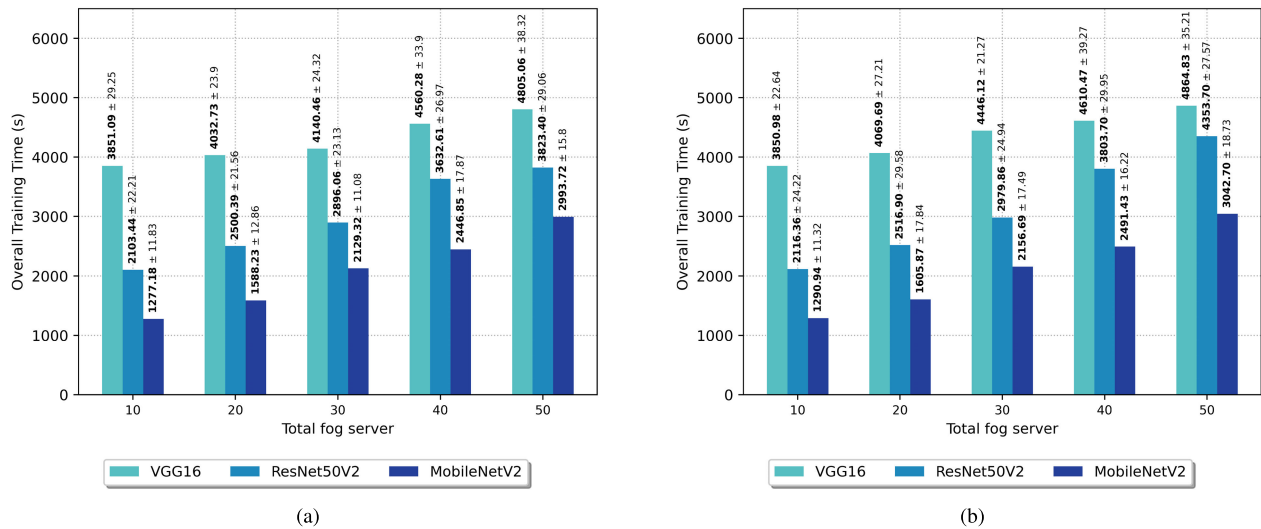 Overall Training Time (s)
6000
5000
4000
3000
2000
1000
0
3851.09 ± 29.25
2103.44 ± 22.21
1277.18 ± 11.83
4032.73 ± 23.9
2500.39 ± 21.56
1588.23 ± 12.86
4140.46 ± 24.32
2896.06 ± 23.13
2129.32 ± 11.08
4560.28 ± 33.9
3632.61 ± 26.97
2446.85 ± 17.87
4805.06 ± 38.32
3823.40 ± 29.06
2993.72 ± 15.8
10 20 30 40 50
Total fog server
VGG16 ResNet50V2 MobileNetV2
(a)
Overall Training Time (s)
6000
5000
4000
3000
2000
1000
0
3850.98 ± 22.64
2116.36 ± 24.22
1290.94 ± 11.32
4069.69 ± 27.21
2516.90 ± 29.58
1605.87 ± 17.84
4446.12 ± 21.27
2979.86 ± 24.94
2156.69 ± 17.49
4610.47 ± 39.27
3803.70 ± 29.95
2491.43 ± 16.22
4864.83 ± 35.21
4353.70 ± 27.57
3042.70 ± 18.73
10 20 30 40 50
Total fog server
VGG16 ResNet50V2 MobileNetV2
(b)